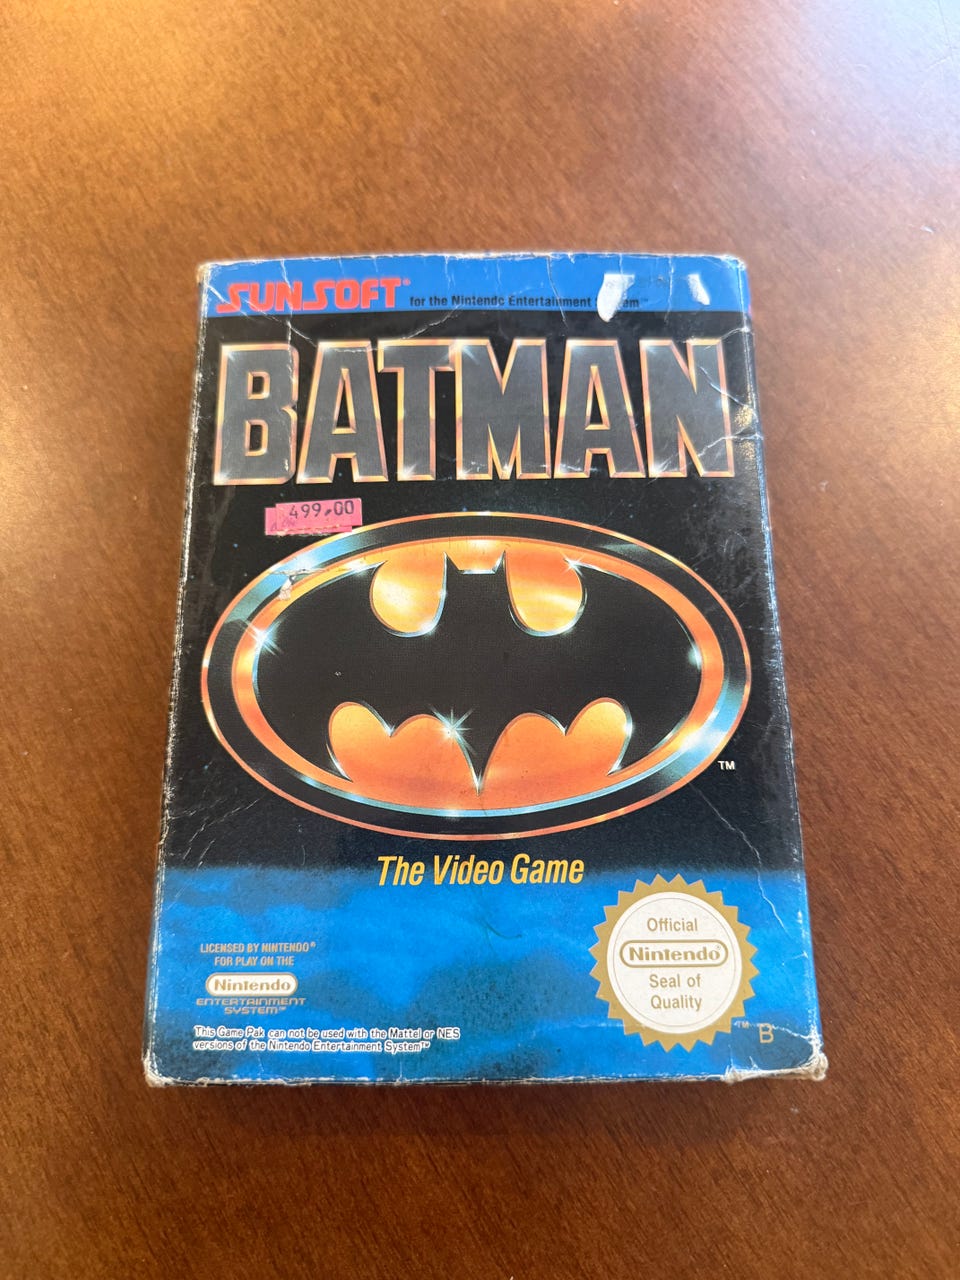 SUNSOFT® for the Nintendo Entertainment
BATMAN
499.00
TM
The Video Game
LICENSED BY NINTENDO®
FOR PLAY ON THE
Nintendo
ENTERTAINMENT
SYSTEM™
This Game Pak can not be used with the Mattel or NES
versions of the Nintendo Entertainment System™
Official
Nintendo®
Seal of
Quality
TM
B